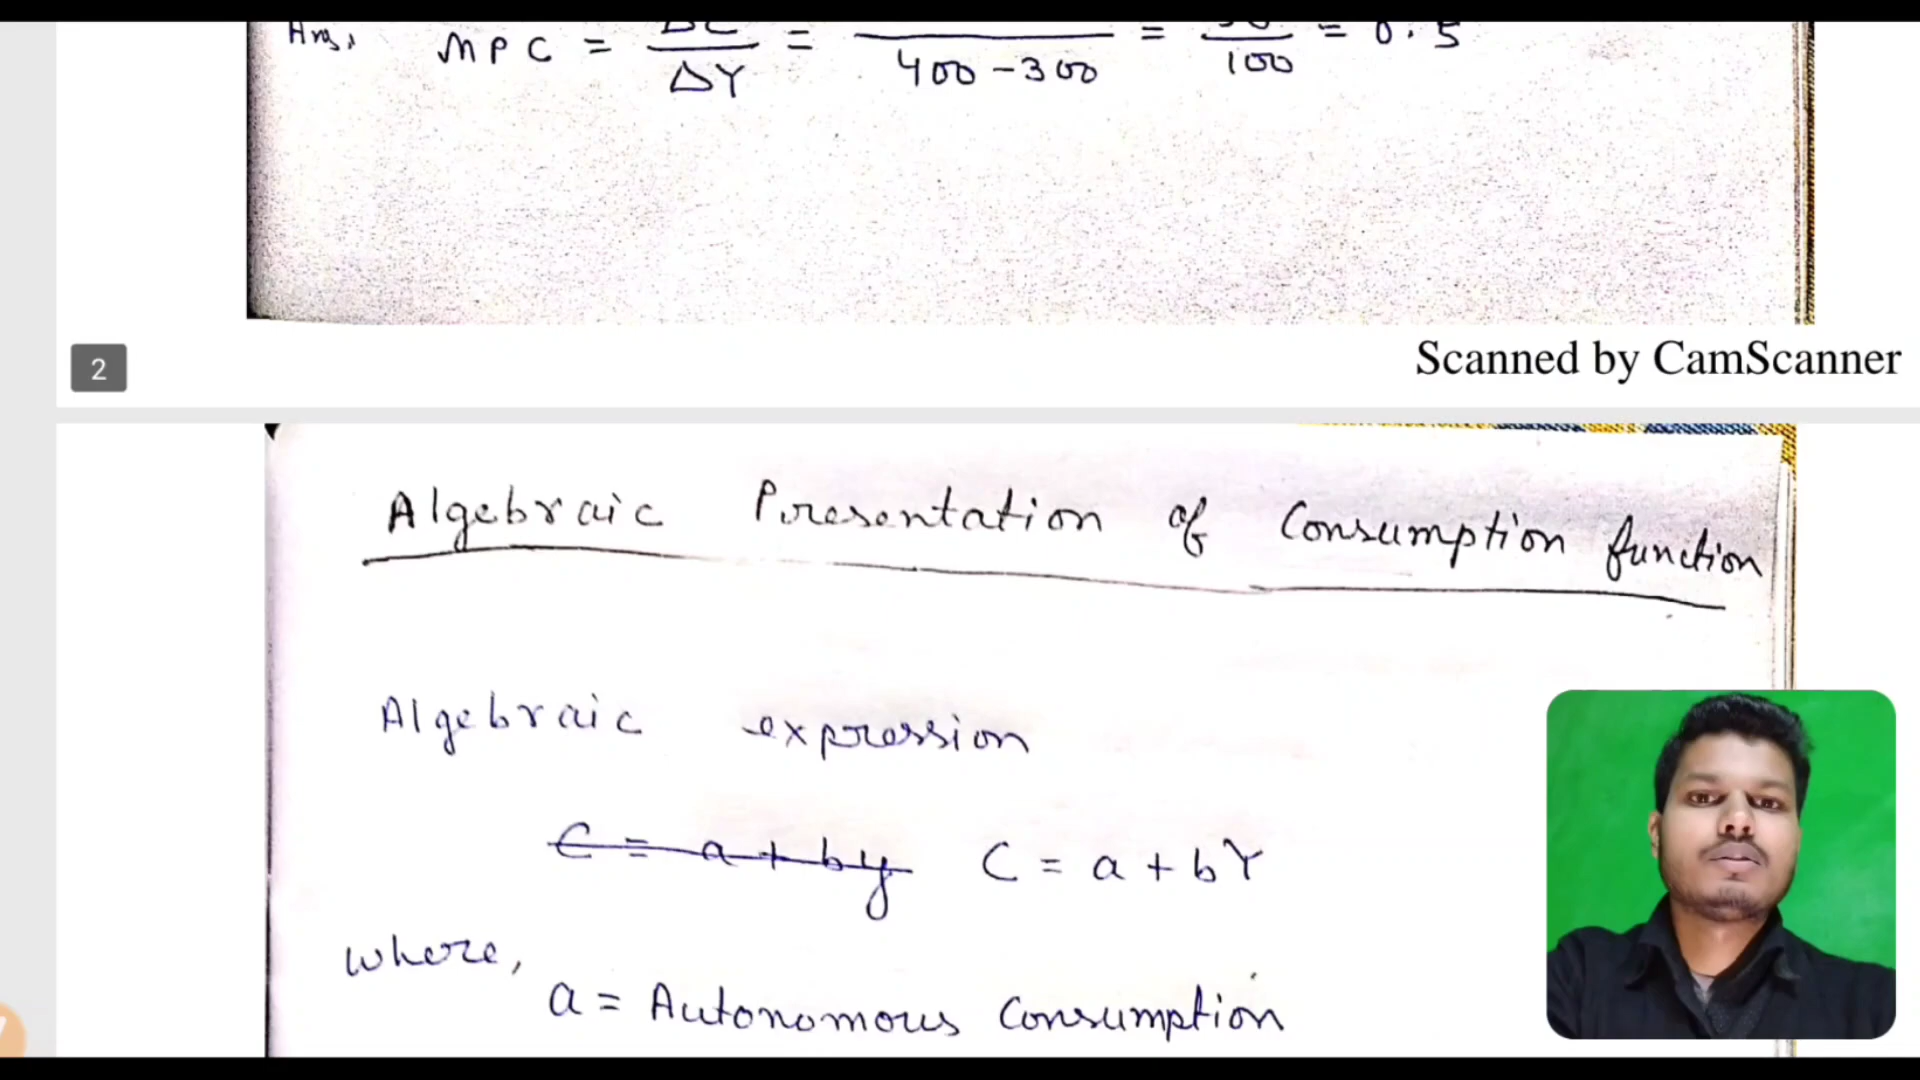 Ans, MPC = ΔC/ΔY = /400-300 = /100 = 0.5
2
Scanned by CamScanner
Algebraic Presentation of Consumption function
Algebraic expression
C = a + by C = a + bY
where,
a = Autonomous Consumption